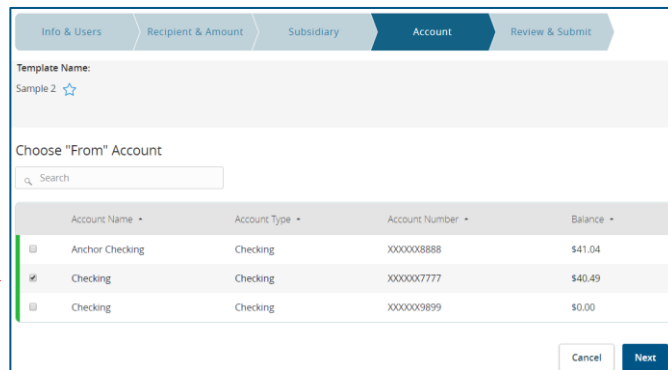 Info & Users Recipient & Amount Subsidiary Account Review & Submit
Template Name:
Sample 2
Choose "From" Account
Search
Account Name Account Type Account Number Balance
Anchor Checking Checking XXXXXX8888 $41.04
Checking Checking XXXXXX7777 $40.49
Checking Checking XXXXXX9899 $0.00
Cancel Next